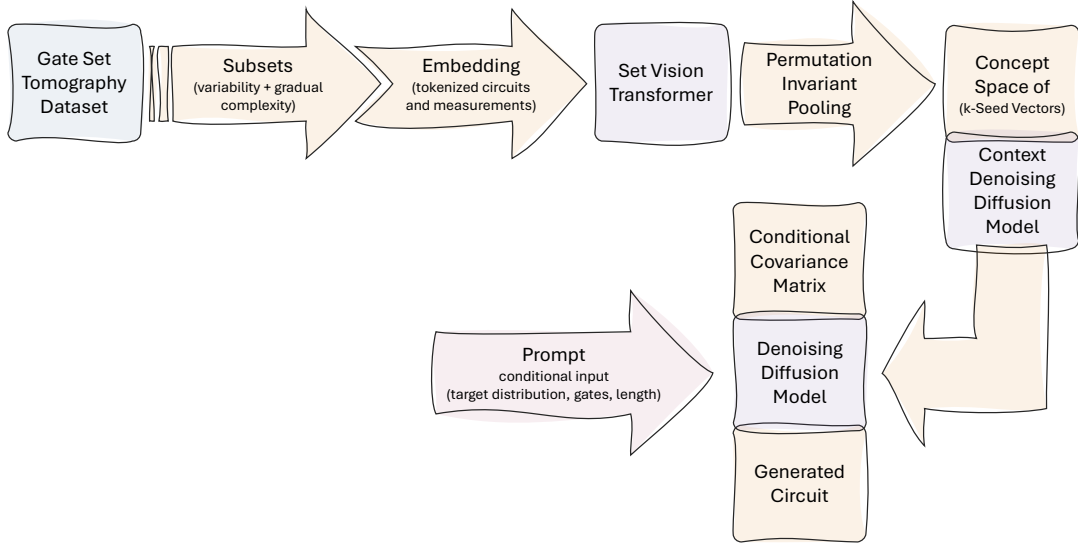 Gate Set
Tomography
Dataset
Subsets
(variability + gradual
complexity)
Embedding
(tokenized circuits
and measurements)
Set Vision
Transformer
Permutation
Invariant
Pooling
Concept
Space of
(k-Seed Vectors)
Context
Denoising
Diffusion
Model
Conditional
Covariance
Matrix
Prompt
conditional input
(target distribution, gates, length)
Denoising
Diffusion
Model
Generated
Circuit